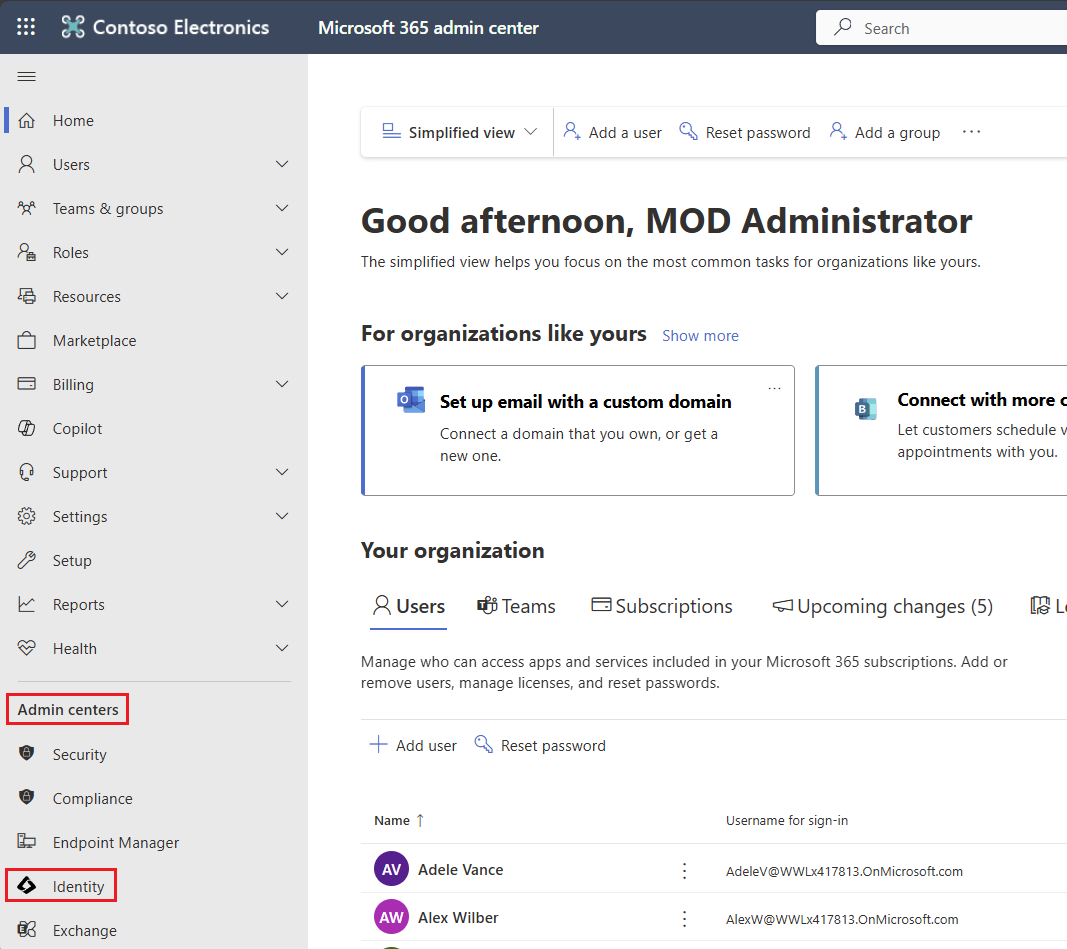 Contoso Electronics
Microsoft 365 admin center
Search
Home
Users
Teams & groups
Roles
Resources
Marketplace
Billing
Copilot
Support
Settings
Setup
Reports
Health
Admin centers
Security
Compliance
Endpoint Manager
Identity
Exchange
Simplified view
Add a user
Reset password
Add a group
Good afternoon, MOD Administrator
The simplified view helps you focus on the most common tasks for organizations like yours.
For organizations like yours
Show more
Set up email with a custom domain
Connect a domain that you own, or get a
new one.
Connect with more
Let customers schedule
appointments with you.
Your organization
Users
Teams
Subscriptions
Upcoming changes (5)
Manage who can access apps and services included in your Microsoft 365 subscriptions. Add or
remove users, manage licenses, and reset passwords.
Add user
Reset password
Name ↑
Username for sign-in
AV
Adele Vance
AdeleV@WWLx417813.OnMicrosoft.com
AW
Alex Wilber
AlexW@WWLx417813.OnMicrosoft.com